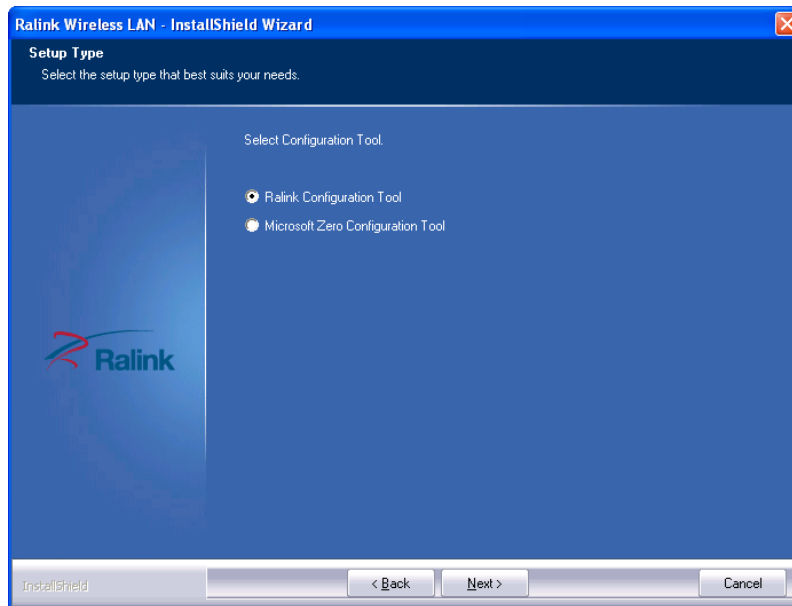 Ralink Wireless LAN - InstallShield Wizard
Setup Type
Select the setup type that best suits your needs.
Select Configuration Tool.
Ralink Configuration Tool
Microsoft Zero Configuration Tool
Ralink
InstallShield
< Back
Next >
Cancel